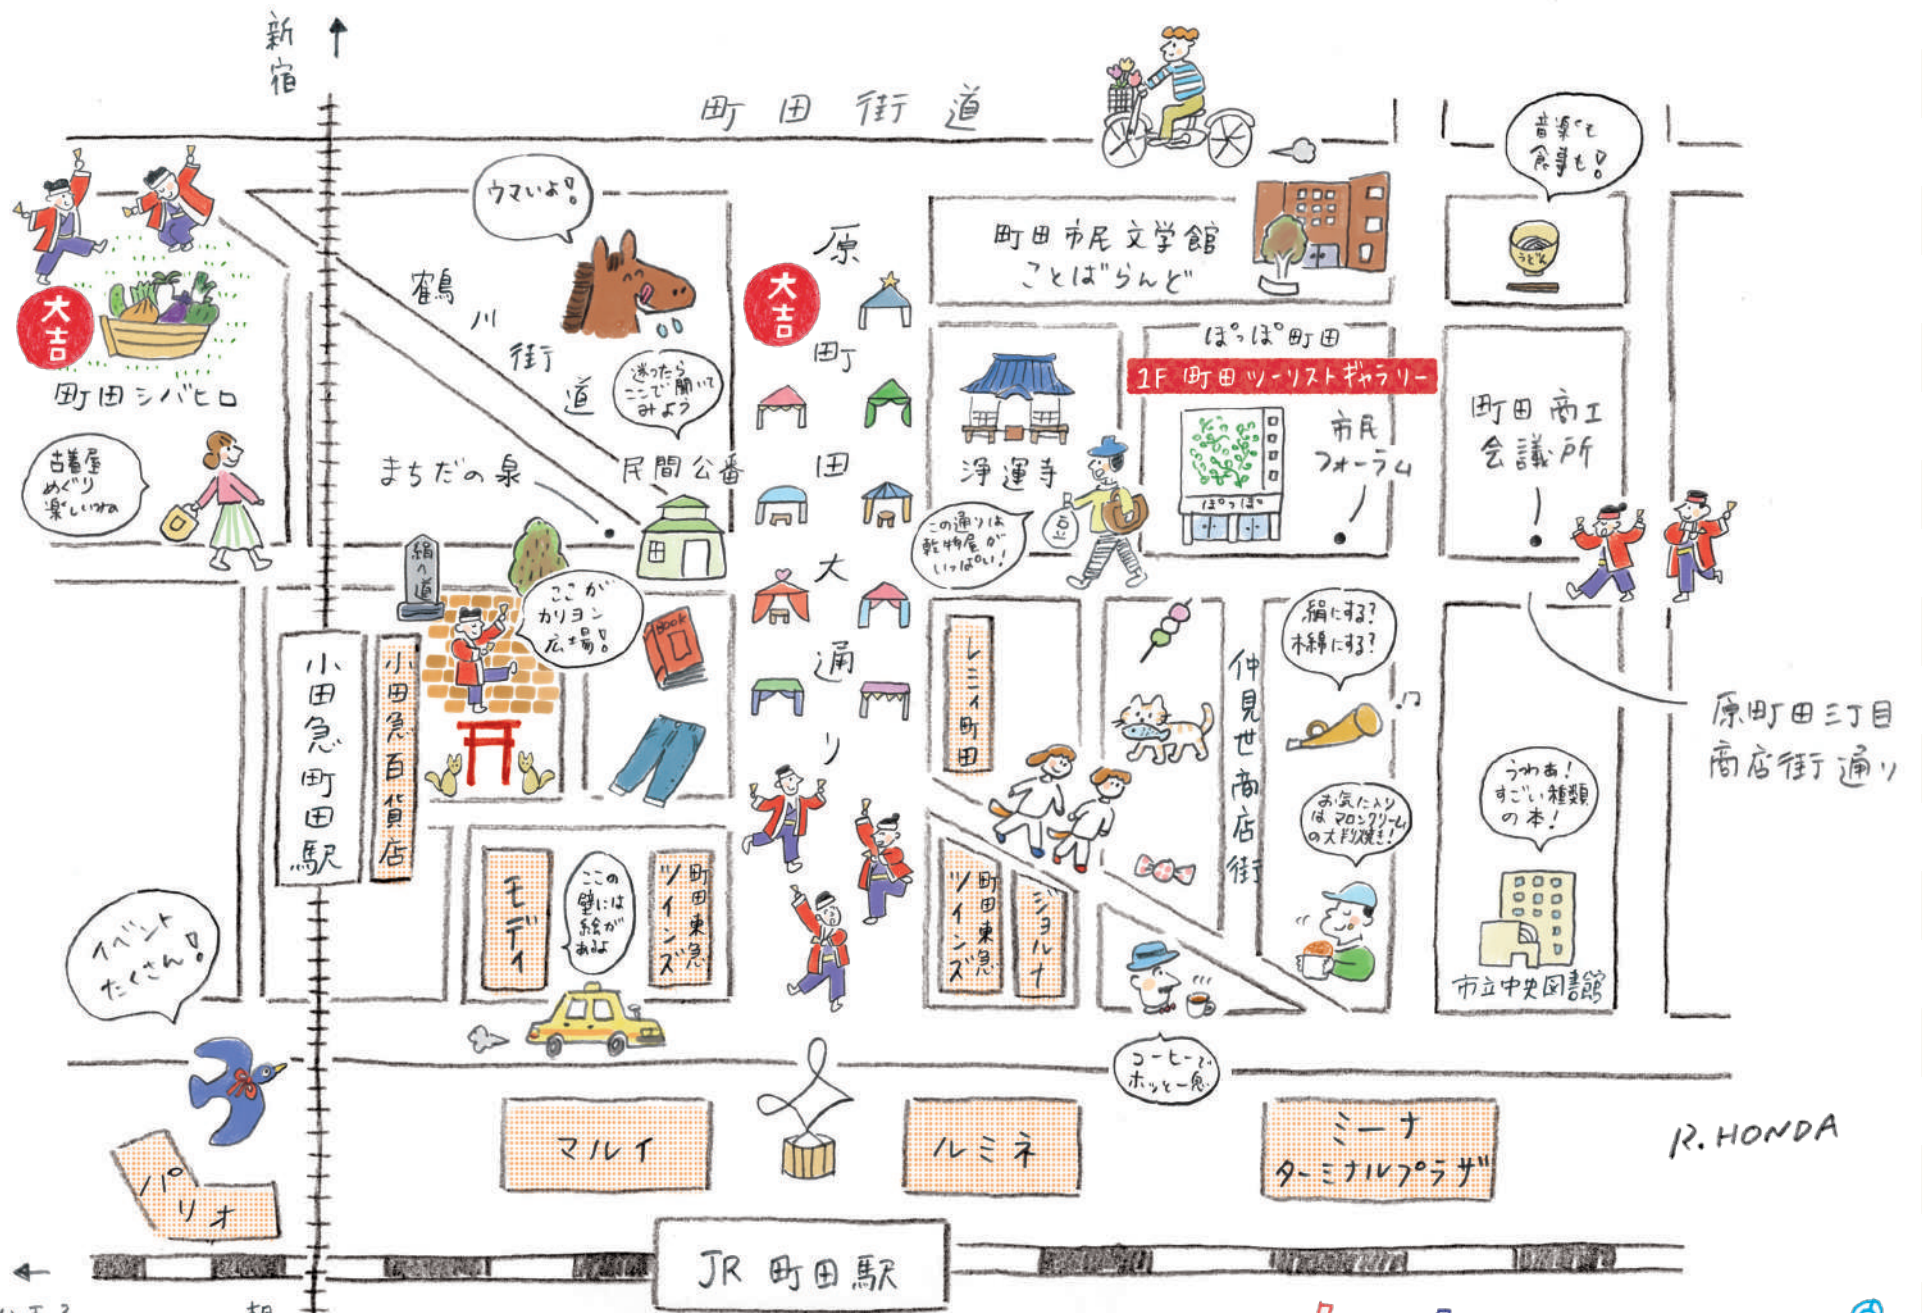 新宿
町田街道
音楽も
食事も!
ウマいよ!
原町田大通り
大吉
町田市民文学館
ことばらんど
うどん
鶴川街道
大吉
町田シバヒロ
ぽっぽ町田
1F 町田ツーリストギャラリー
迷ったら
ここで聞いて
みよう
市民
フォーラム
町田商工
会議所
古着屋
めぐり
楽しいわね
まちだの泉
民間公番
浄運寺
ぽっぽ
この通りは
乾物屋が
いっぱい!
豆
絹の道
ここが
カリヨン
広場!
BOOK
レミィ町田
仲見世商店街
絹にする?
木綿にする?
小田急町田駅
小田急百貨店
原町田三丁目
商店街通り
うわぁ!
すごい種類
の本!
お気に入り
はマロンクリーム
の大判焼き!
モディ
ここの
壁には
絵が
あるよ
町田東急
ツインズ
町田東急
ツインズ
ジョルナ
イベント
たくさん!
市立中央図書館
コーヒーで
ホッと一息
マルイ
ルミネ
ミーナ
ターミナルプラザ
R.HONDA
パリオ
JR町田駅